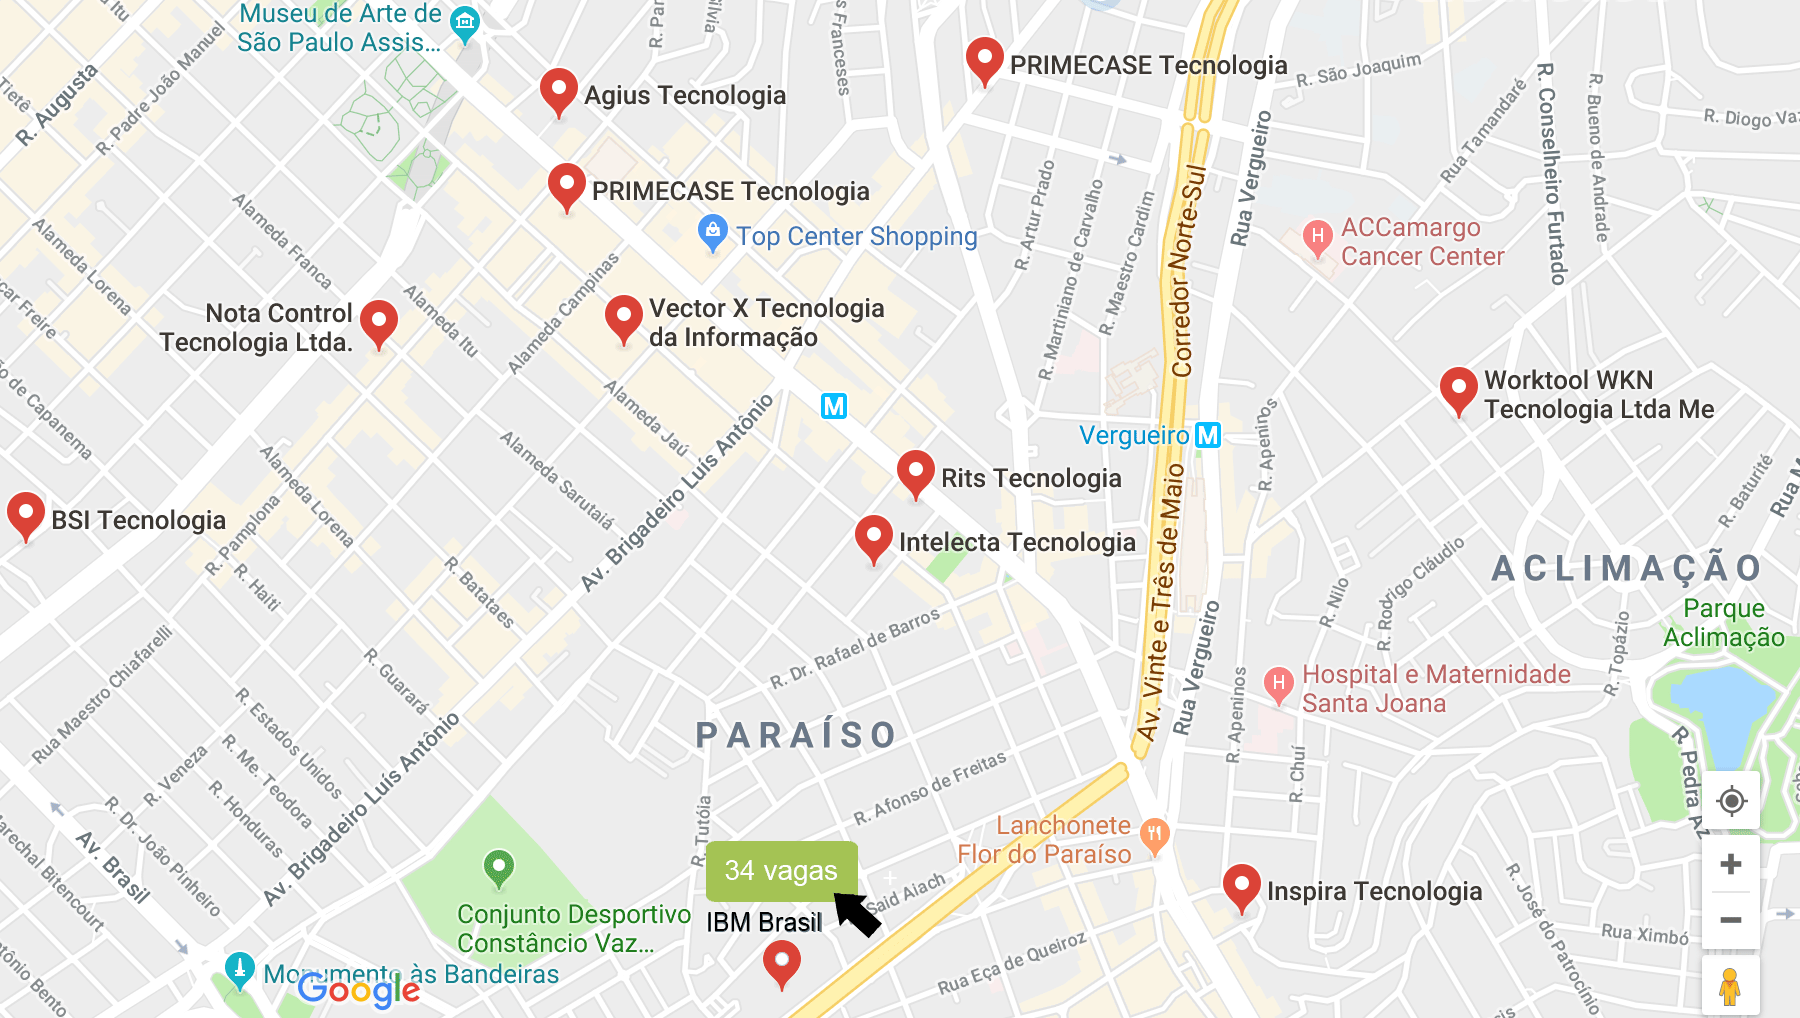 Museu de Arte de
São Paulo Assis...
R. Augusta
Tietê
R. Padre João Manuel
Itu
R. Par
Silvia
s Franceses
PRIMECASE Tecnologia
Agius Tecnologia
R. São Joaquim
R. Conselheiro Furtado
R. Bueno de Andrade
R. Diogo Vaz
Rua Tamandaré
Rua Vergueiro
Corredor Norte-Sul
PRIMECASE Tecnologia
Top Center Shopping
R. Artur Prado
R. Martiniano de Carvalho
R. Maestro Cardim
ACCamargo
Cancer Center
Alameda Franca
Alameda Lorena
car Freire
Alameda Itu
Alameda Campinas
Nota Control
Tecnologia Ltda.
Vector X Tecnologia
da Informação
ão de Capanema
Alameda Jaú
M
Vergueiro
M
R. Apeninos
Worktool WKN
Tecnologia Ltda Me
Alameda Lorena
Alameda Sarutaiá
Av. Brigadeiro Luís Antônio
Rits Tecnologia
BSI Tecnologia
R. Pamplona
Intelecta Tecnologia
Av. Vinte e Três de Maio
R. Baturité
Rua M
ACLIMAÇÃO
R. Haiti
R. Batataes
R. Nilo
R. Rodrigo Cláudio
Parque
Aclimação
R. Topázio
Rua Maestro Chiafarelli
R. Guarará
R. Dr. Rafael de Barros
Rua Vergueiro
R. Apeninos
Hospital e Maternidade
Santa Joana
PARAÍSO
R. Estados Unidos
R. Veneza
R. Me. Teodora
R. Honduras
R. Dr. João Pinheiro
Av. Brigadeiro Luís Antônio
R. Tutóia
R. Afonso de Freitas
R. Chuí
R. Pedra Az
Lanchonete
Flor do Paraíso
Av. Brasil
Marechal Bitencourt
34 vagas
IBM Brasil
Said Aiach
Inspira Tecnologia
R. José do Patrocínio
Rua Ximbó
Conjunto Desportivo
Constâncio Vaz...
Rua Eça de Queiroz
Monumento às Bandeiras
Google
ntônio Bento